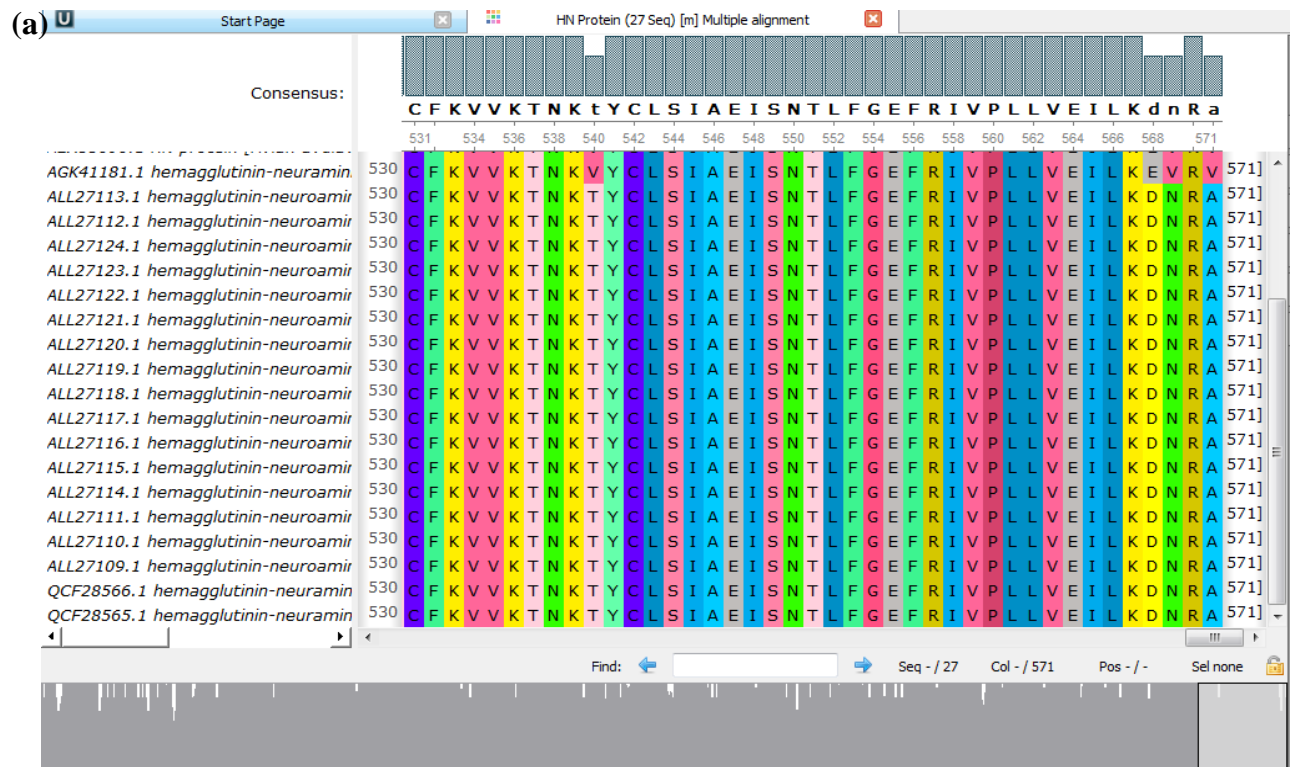 (a) U Start Page HN Protein (27 Seq) [m] Multiple alignment
Consensus:
C F K V V K T N K t Y C L S I A E I S N T L F G E F R I V P L L V E I L K d n R a
531 534 536 538 540 542 544 546 548 550 552 554 556 558 560 562 564 566 568 571
AGK41181.1 hemagglutinin-neuramin. 530 C F K V V K T N K V Y C L S I A E I S N T L F G E F R I V P L L V E I L K E V R V 571]
ALL27113.1 hemagglutinin-neuroamir 530 C F K V V K T N K T Y C L S I A E I S N T L F G E F R I V P L L V E I L K D N R A 571]
ALL27112.1 hemagglutinin-neuroamir 530 C F K V V K T N K T Y C L S I A E I S N T L F G E F R I V P L L V E I L K D N R A 571]
ALL27124.1 hemagglutinin-neuroamir 530 C F K V V K T N K T Y C L S I A E I S N T L F G E F R I V P L L V E I L K D N R A 571]
ALL27123.1 hemagglutinin-neuroamir 530 C F K V V K T N K T Y C L S I A E I S N T L F G E F R I V P L L V E I L K D N R A 571]
ALL27122.1 hemagglutinin-neuroamir 530 C F K V V K T N K T Y C L S I A E I S N T L F G E F R I V P L L V E I L K D N R A 571]
ALL27121.1 hemagglutinin-neuroamir 530 C F K V V K T N K T Y C L S I A E I S N T L F G E F R I V P L L V E I L K D N R A 571]
ALL27120.1 hemagglutinin-neuroamir 530 C F K V V K T N K T Y C L S I A E I S N T L F G E F R I V P L L V E I L K D N R A 571]
ALL27119.1 hemagglutinin-neuroamir 530 C F K V V K T N K T Y C L S I A E I S N T L F G E F R I V P L L V E I L K D N R A 571]
ALL27118.1 hemagglutinin-neuroamir 530 C F K V V K T N K T Y C L S I A E I S N T L F G E F R I V P L L V E I L K D N R A 571]
ALL27117.1 hemagglutinin-neuroamir 530 C F K V V K T N K T Y C L S I A E I S N T L F G E F R I V P L L V E I L K D N R A 571]
ALL27116.1 hemagglutinin-neuroamir 530 C F K V V K T N K T Y C L S I A E I S N T L F G E F R I V P L L V E I L K D N R A 571]
ALL27115.1 hemagglutinin-neuroamir 530 C F K V V K T N K T Y C L S I A E I S N T L F G E F R I V P L L V E I L K D N R A 571]
ALL27114.1 hemagglutinin-neuroamir 530 C F K V V K T N K T Y C L S I A E I S N T L F G E F R I V P L L V E I L K D N R A 571]
ALL27111.1 hemagglutinin-neuroamir 530 C F K V V K T N K T Y C L S I A E I S N T L F G E F R I V P L L V E I L K D N R A 571]
ALL27110.1 hemagglutinin-neuroamir 530 C F K V V K T N K T Y C L S I A E I S N T L F G E F R I V P L L V E I L K D N R A 571]
ALL27109.1 hemagglutinin-neuroamir 530 C F K V V K T N K T Y C L S I A E I S N T L F G E F R I V P L L V E I L K D N R A 571]
QCF28566.1 hemagglutinin-neuramin 530 C F K V V K T N K T Y C L S I A E I S N T L F G E F R I V P L L V E I L K D N R A 571]
QCF28565.1 hemagglutinin-neuramin 530 C F K V V K T N K T Y C L S I A E I S N T L F G E F R I V P L L V E I L K D N R A 571]
Find: Seq - / 27 Col - / 571 Pos - / - Sel none